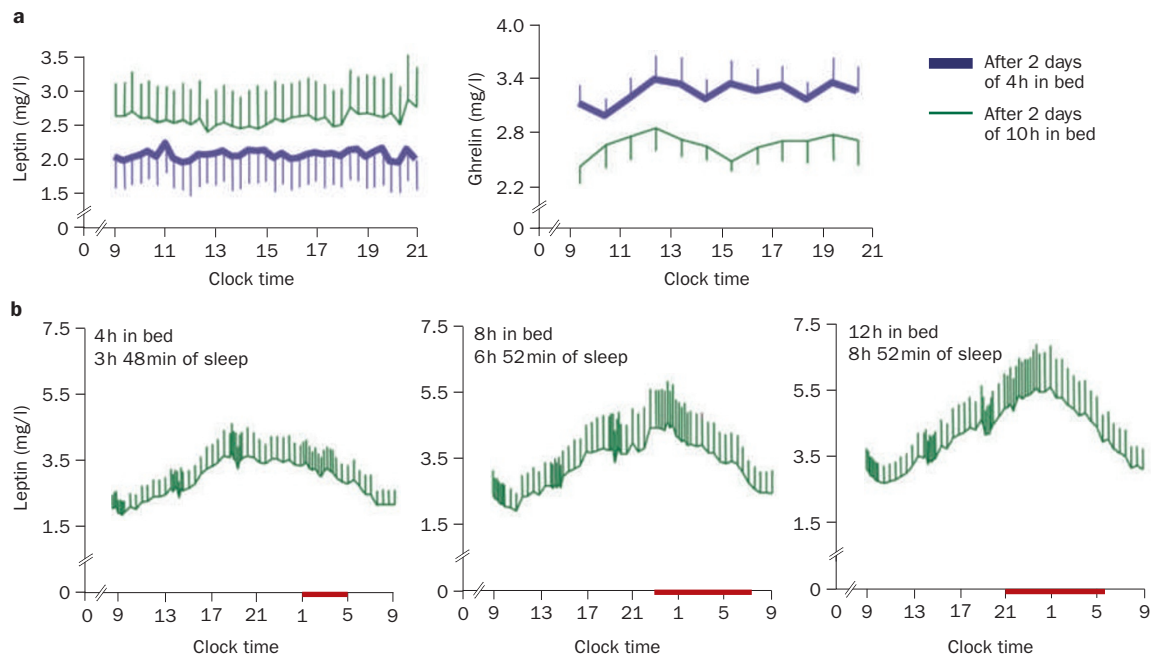 a
3.5
3.0
2.5
2.0
1.5
0
Leptin (mg/l)
0 9 11 13 15 17 19 21
Clock time
4.0
3.4
2.8
2.2
0
Ghrelin (mg/l)
0 9 11 13 15 17 19 21
Clock time
After 2 days
of 4h in bed
After 2 days
of 10h in bed
b
4h in bed
3h 48min of sleep
7.5
5.5
3.5
1.5
0
Leptin (mg/l)
0 9 13 17 21 1 5 9
Clock time
8h in bed
6h 52min of sleep
7.5
5.5
3.5
1.5
0
0 9 13 17 21 1 5 9
Clock time
12h in bed
8h 52min of sleep
7.5
5.5
3.5
1.5
0
0 9 13 17 21 1 5 9
Clock time